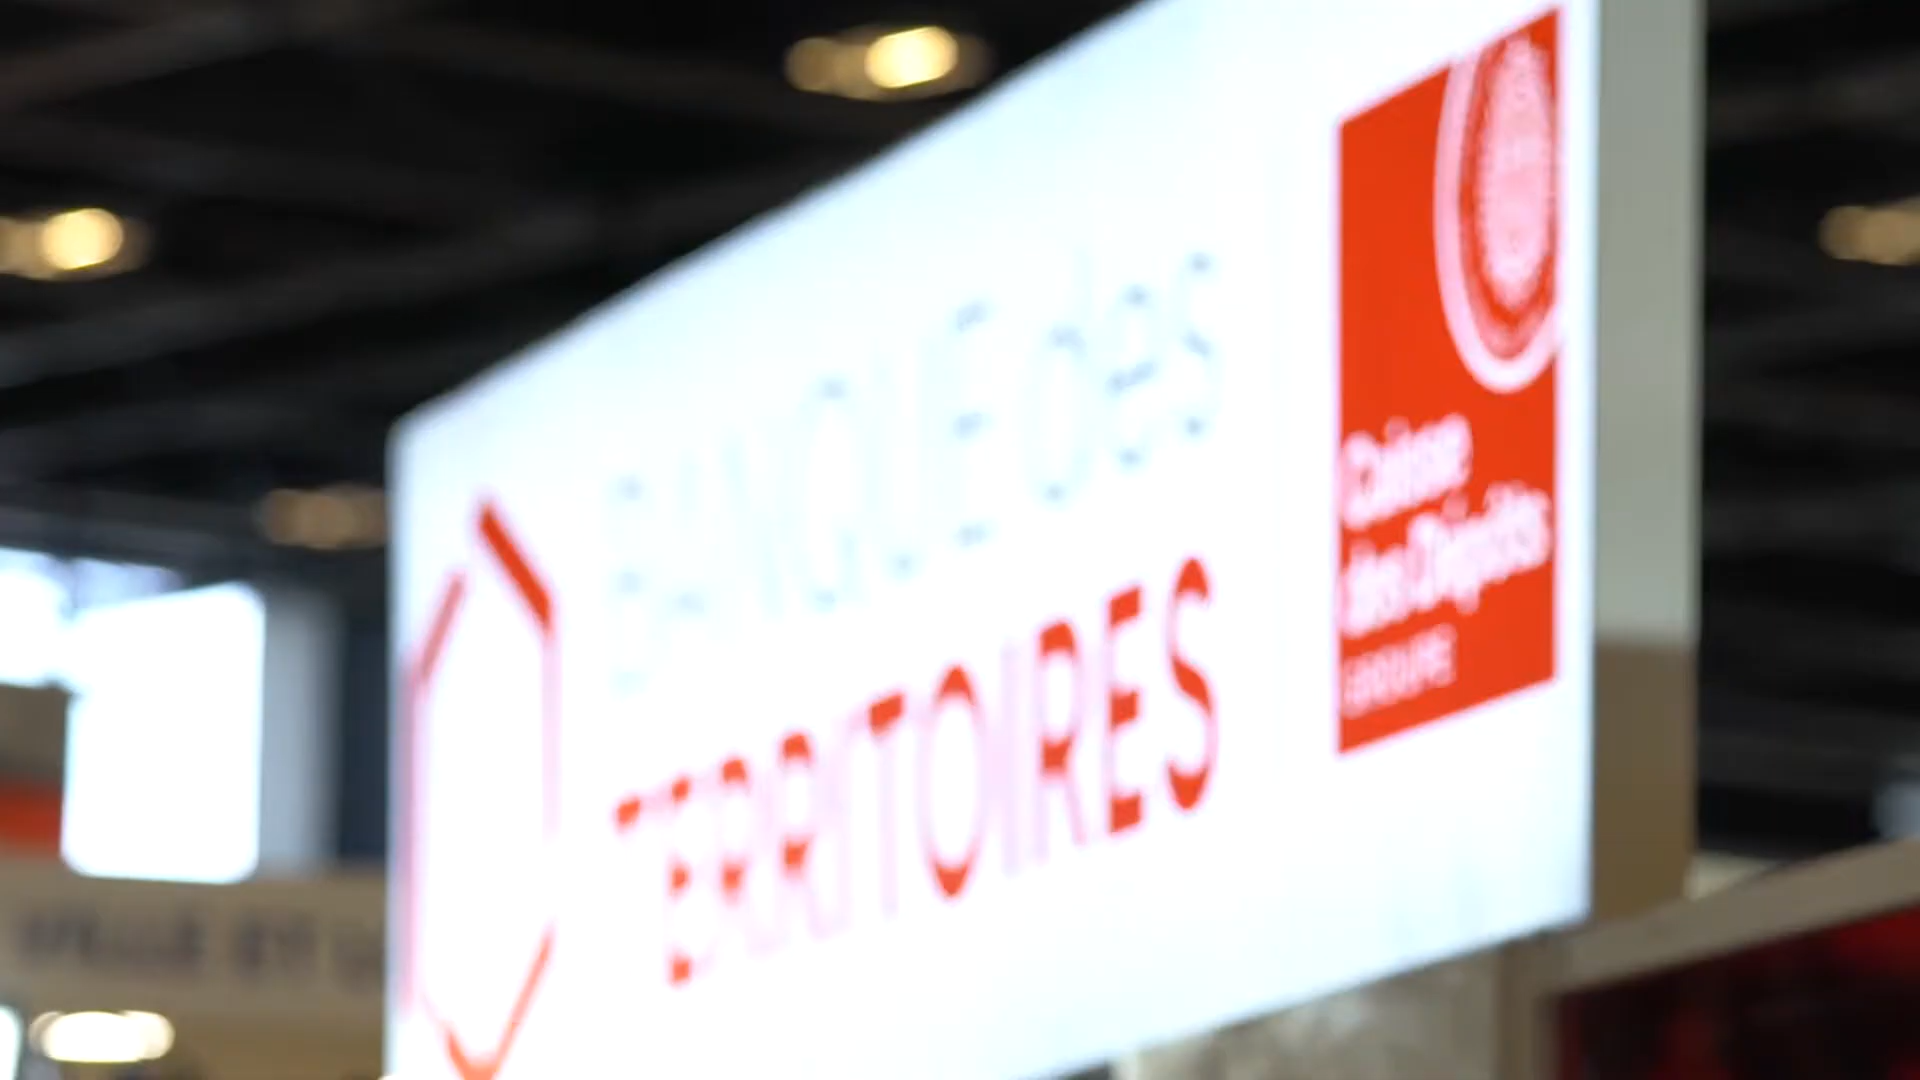 BANQUE des
TERRITOIRES
Caisse
des Dépôts
GROUPE